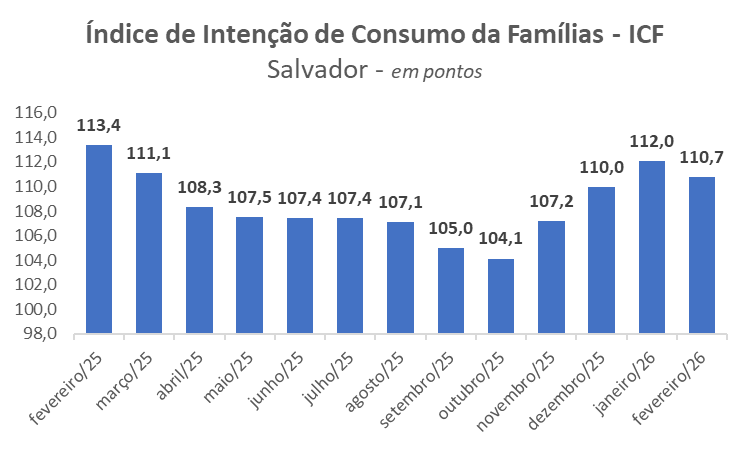 Índice de Intenção de Consumo da Famílias - ICF
Salvador - em pontos
116,0
114,0
112,0
110,0
108,0
106,0
104,0
102,0
100,0
98,0
113,4
111,1
108,3
107,5
107,4
107,4
107,1
105,0
104,1
107,2
110,0
112,0
110,7
fevereiro/25
março/25
abril/25
maio/25
junho/25
julho/25
agosto/25
setembro/25
outubro/25
novembro/25
dezembro/25
janeiro/26
fevereiro/26